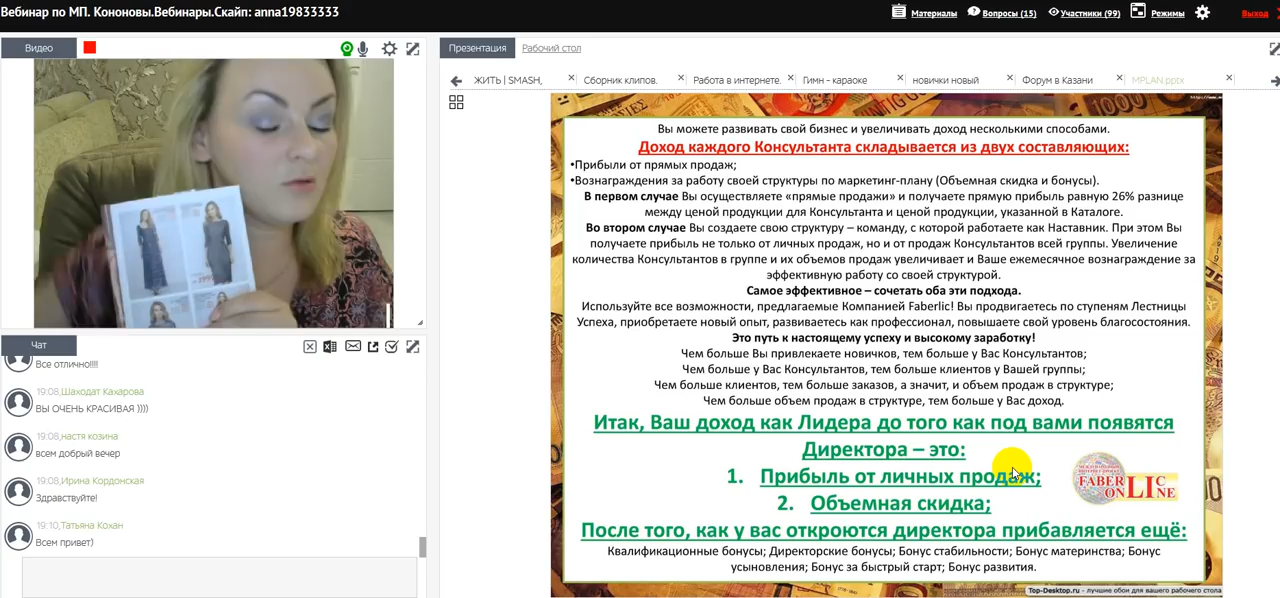 Вебинар по МП. Кононовы.Вебинары.Скайп: anna19833333
Материалы
Вопросы (15)
Участники (99)
Режимы
Выход
Видео
Презентация
Рабочий стол
ЖИТЬ | SMASH,
Сборник клипов.
Работа в интернете.
Гимн - караоке
новички новый
Форум в Казани
MPLAN.pptx
Вы можете развивать свой бизнес и увеличивать доход несколькими способами.
Доход каждого Консультанта складывается из двух составляющих:
•Прибыли от прямых продаж;
•Вознаграждения за работу своей структуры по маркетинг-плану (Объемная скидка и бонусы).
В первом случае Вы осуществляете «прямые продажи» и получаете прямую прибыль равную 26% разнице
между ценой продукции для Консультанта и ценой продукции, указанной в Каталоге.
Во втором случае Вы создаете свою структуру – команду, с которой работаете как Наставник. При этом Вы
получаете прибыль не только от личных продаж, но и от продаж Консультантов всей группы. Увеличение
количества Консультантов в группе и их объемов продаж увеличивает и Ваше ежемесячное вознаграждение за
эффективную работу со своей структурой.
Самое эффективное – сочетать оба эти подхода.
Используйте все возможности, предлагаемые Компанией Faberlic! Вы продвигаетесь по ступеням Лестницы
Успеха, приобретаете новый опыт, развиваетесь как профессионал, повышаете свой уровень благосостояния.
Это путь к настоящему успеху и высокому заработку!
Чем больше Вы привлекаете новичков, тем больше у Вас Консультантов;
Чем больше у Вас Консультантов, тем больше клиентов у Вашей группы;
Чем больше клиентов, тем больше заказов, а значит, и объем продаж в структуре;
Чем больше объем продаж в структуре, тем больше у Вас доход.
Итак, Ваш доход как Лидера до того как под вами появятся
Директора – это:
1. Прибыль от личных продаж;
2. Объемная скидка;
После того, как у вас откроются директора прибавляется ещё:
Квалификационные бонусы; Директорские бонусы; Бонус стабильности; Бонус материнства; Бонус
усыновления; Бонус за быстрый старт; Бонус развития.
FABERLIC
ONLINE
Top-Desktop.ru - лучшие обои для вашего рабочего стола
Чат
Все отлично!!!!
19:08,Шаходат Кахарова
ВЫ ОЧЕНЬ КРАСИВАЯ ))))
19:08,настя козина
всем добрый вечер
19:08,Ирина Кордонская
Здравствуйте!
19:10,Татьяна Кохан
Всем привет)